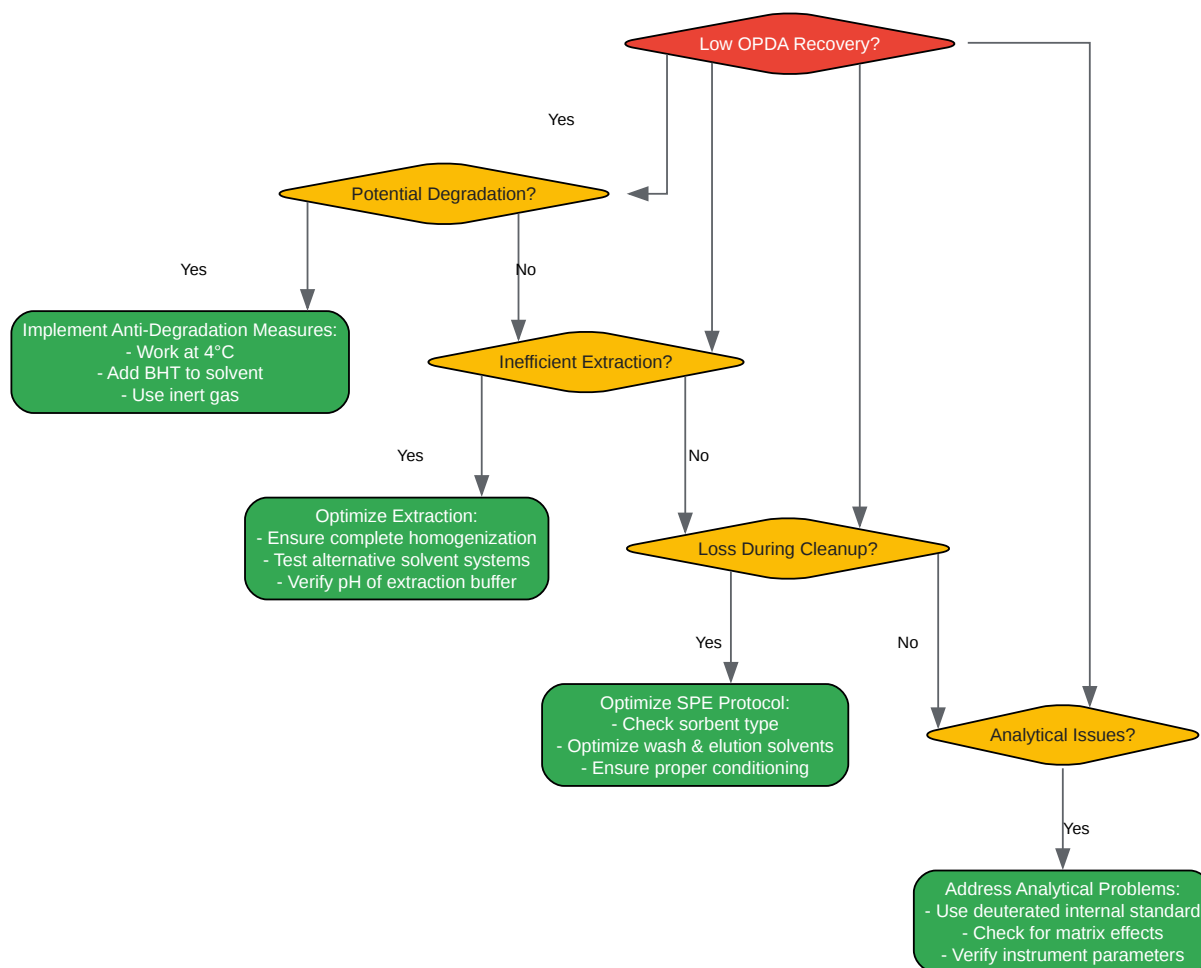 Low OPDA Recovery?
Yes
Potential Degradation?
Yes
No
Implement Anti-Degradation Measures:
- Work at 4°C
- Add BHT to solvent
- Use inert gas
Inefficient Extraction?
Yes
No
Optimize Extraction:
- Ensure complete homogenization
- Test alternative solvent systems
- Verify pH of extraction buffer
Loss During Cleanup?
Yes
No
Optimize SPE Protocol:
- Check sorbent type
- Optimize wash & elution solvents
- Ensure proper conditioning
Analytical Issues?
Yes
Address Analytical Problems:
- Use deuterated internal standard
- Check for matrix effects
- Verify instrument parameters